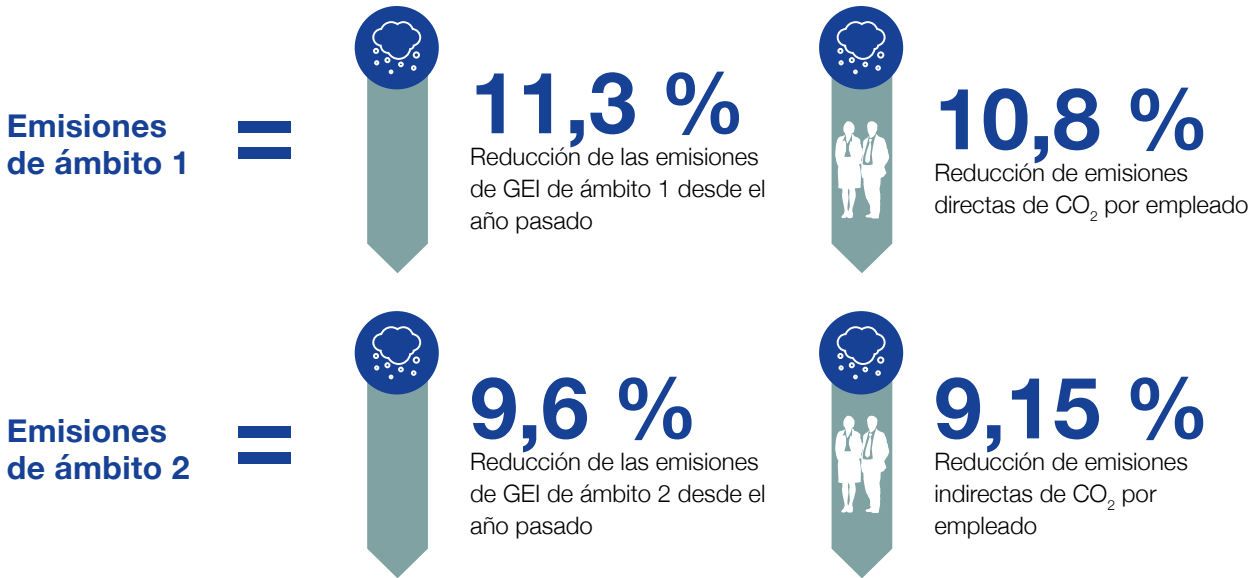 Emisiones
de ámbito 1
11,3 %
Reducción de las emisiones
de GEI de ámbito 1 desde el
año pasado
10,8 %
Reducción de emisiones
directas de CO₂ por empleado
Emisiones
de ámbito 2
9,6 %
Reducción de las emisiones
de GEI de ámbito 2 desde el
año pasado
9,15 %
Reducción de emisiones
indirectas de CO₂ por
empleado